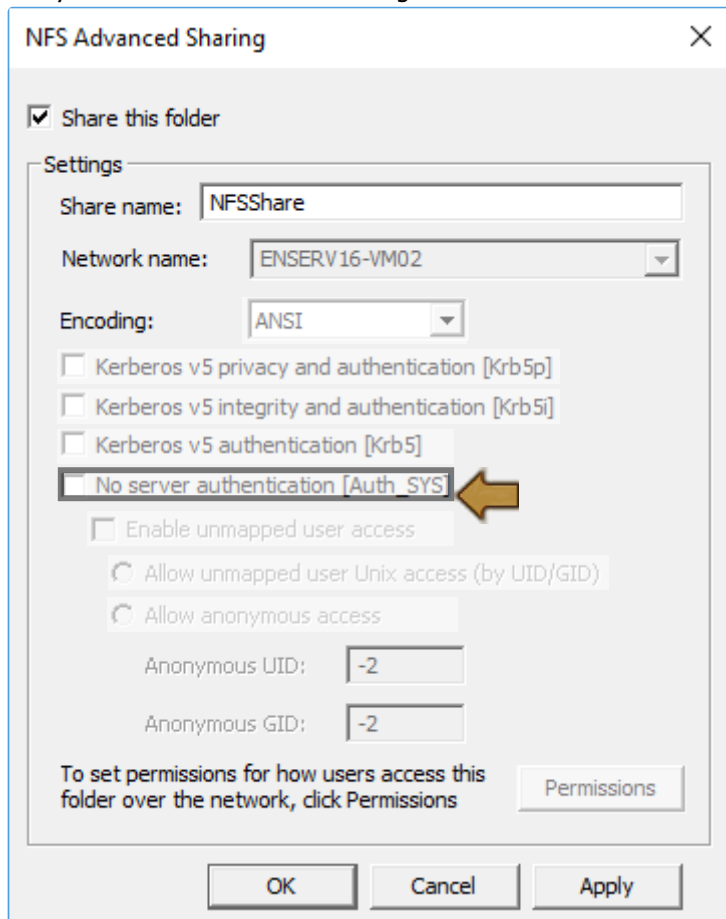 NFS Advanced Sharing
Share this folder
Settings
Share name: NFSShare
Network name: ENSERV16-VM02
Encoding: ANSI
Kerberos v5 privacy and authentication [Krb5p]
Kerberos v5 integrity and authentication [Krb5i]
Kerberos v5 authentication [Krb5]
No server authentication [Auth_SYS]
Enable unmapped user access
Allow unmapped user Unix access (by UID/GID)
Allow anonymous access
Anonymous UID: -2
Anonymous GID: -2
To set permissions for how users access this
folder over the network, click Permissions
Permissions
OK Cancel Apply